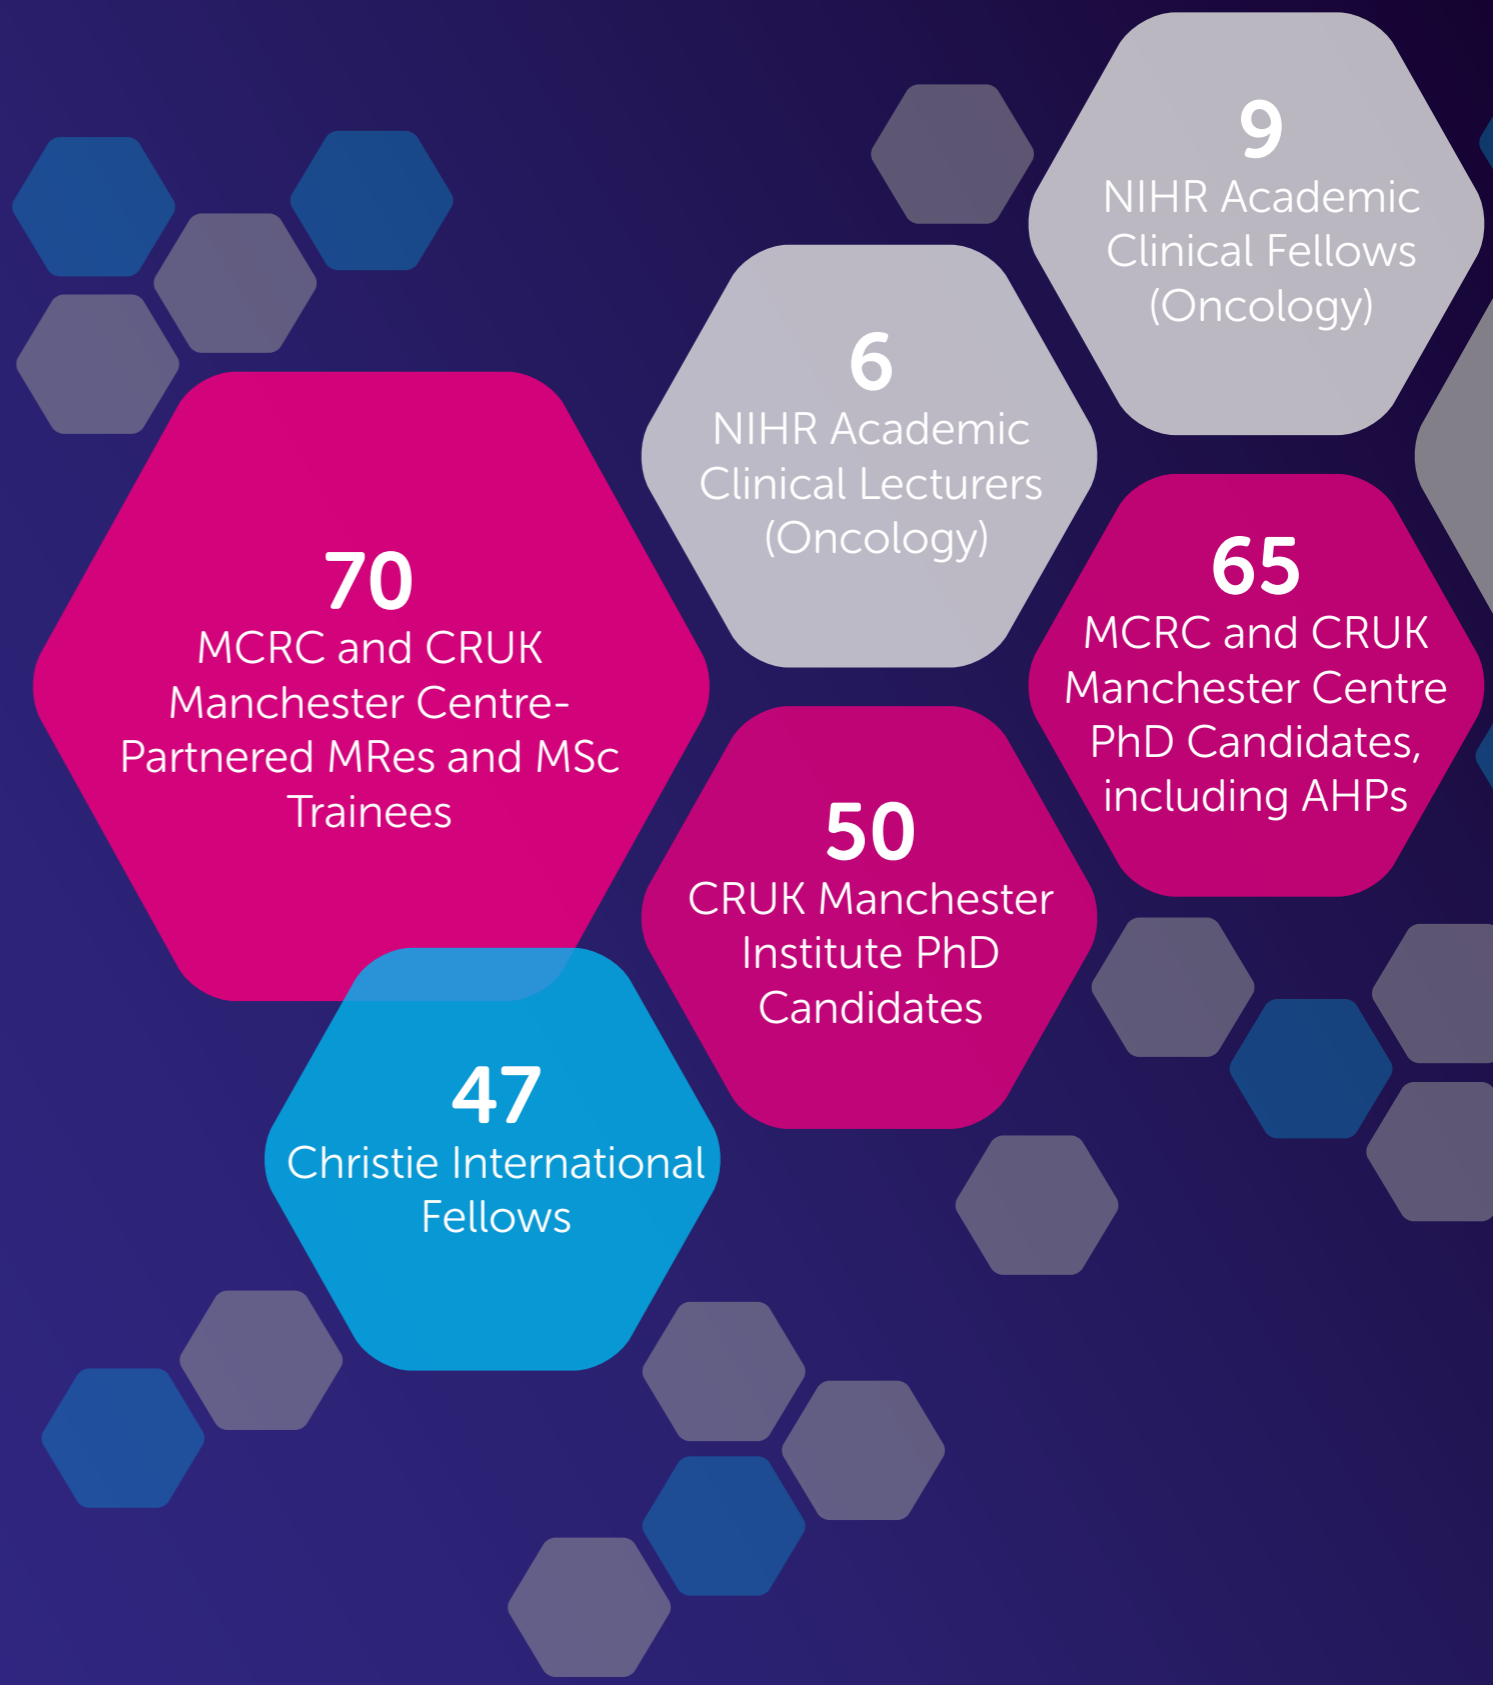 9
NIHR Academic
Clinical Fellows
(Oncology)
6
NIHR Academic
Clinical Lecturers
(Oncology)
70
MCRC and CRUK
Manchester Centre-
Partnered MRes and MSc
Trainees
65
MCRC and CRUK
Manchester Centre
PhD Candidates,
including AHPs
50
CRUK Manchester
Institute PhD
Candidates
47
Christie International
Fellows